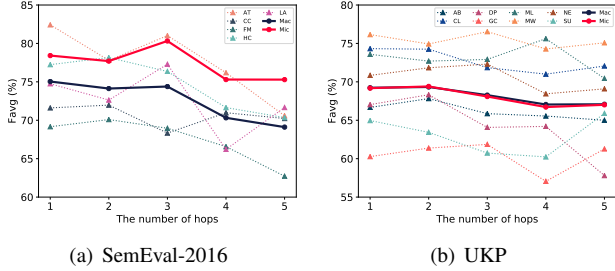 85
80
75
70
65
60
Favg (%)
AT
CC
FM
HC
LA
Mac
Mic
1 2 3 4 5
The number of hops
(a) SemEval-2016
80
75
70
65
60
55
Favg (%)
AB
CL
DP
GC
ML
MW
NE
SU
Mac
Mic
1 2 3 4 5
The number of hops
(b) UKP